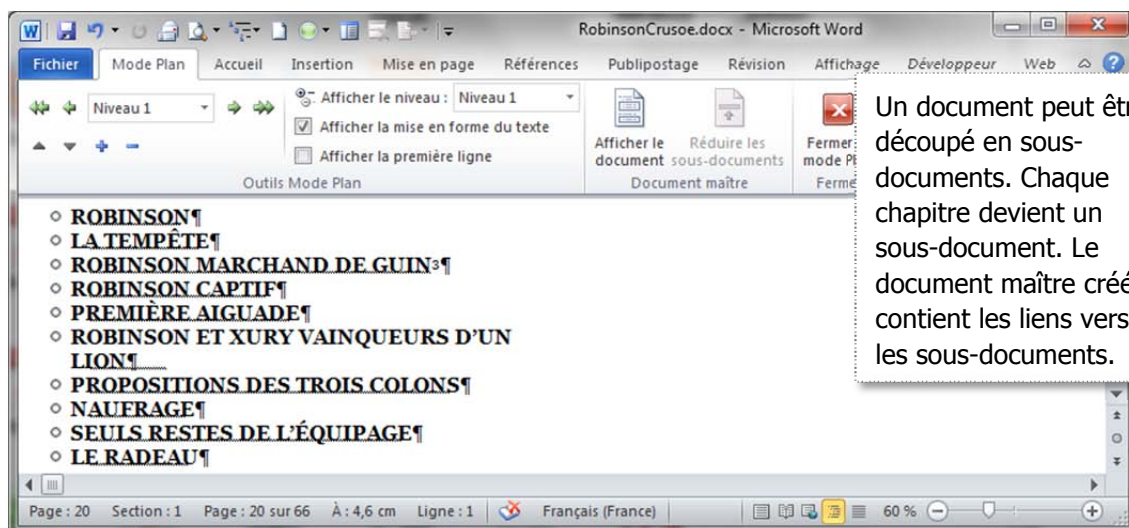 RobinsonCrusoe.docx - Microsoft Word
Fichier Mode Plan Accueil Insertion Mise en page Références Publipostage Révision Affichage Développeur Web
Niveau 1
Afficher le niveau : Niveau 1
Afficher la mise en forme du texte
Afficher la première ligne
Outils Mode Plan
Afficher le document
Réduire les sous-documents
Document maître
Fermer
mode Pl
Ferme
Un document peut êtr
découpé en sous-
documents. Chaque
chapitre devient un
sous-document. Le
document maître créé
contient les liens vers
les sous-documents.
ROBINSON¶
LA TEMPÊTE¶
ROBINSON MARCHAND DE GUIN3¶
ROBINSON CAPTIF¶
PREMIÈRE AIGUADE¶
ROBINSON ET XURY VAINQUEURS D'UN
LION¶
PROPOSITIONS DES TROIS COLONS¶
NAUFRAGE¶
SEULS RESTES DE L'ÉQUIPAGE¶
LE RADEAU¶
Page : 20 Section : 1 Page : 20 sur 66 À : 4,6 cm Ligne : 1 Français (France) 60 %